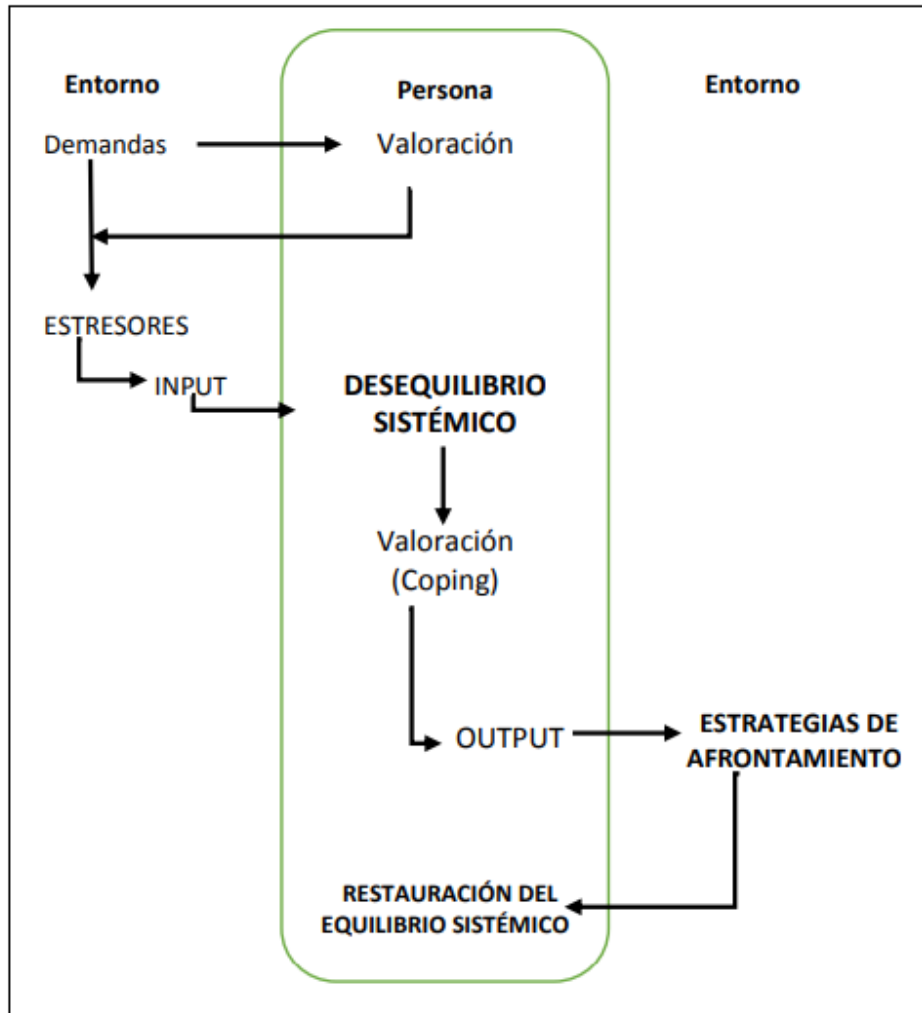 Entorno
Persona
Entorno
Demandas
Valoración
ESTRESORES
INPUT
DESEQUILIBRIO
SISTÉMICO
Valoración
(Coping)
OUTPUT
ESTRATEGIAS DE
AFRONTAMIENTO
RESTAURACIÓN DEL
EQUILIBRIO SISTÉMICO